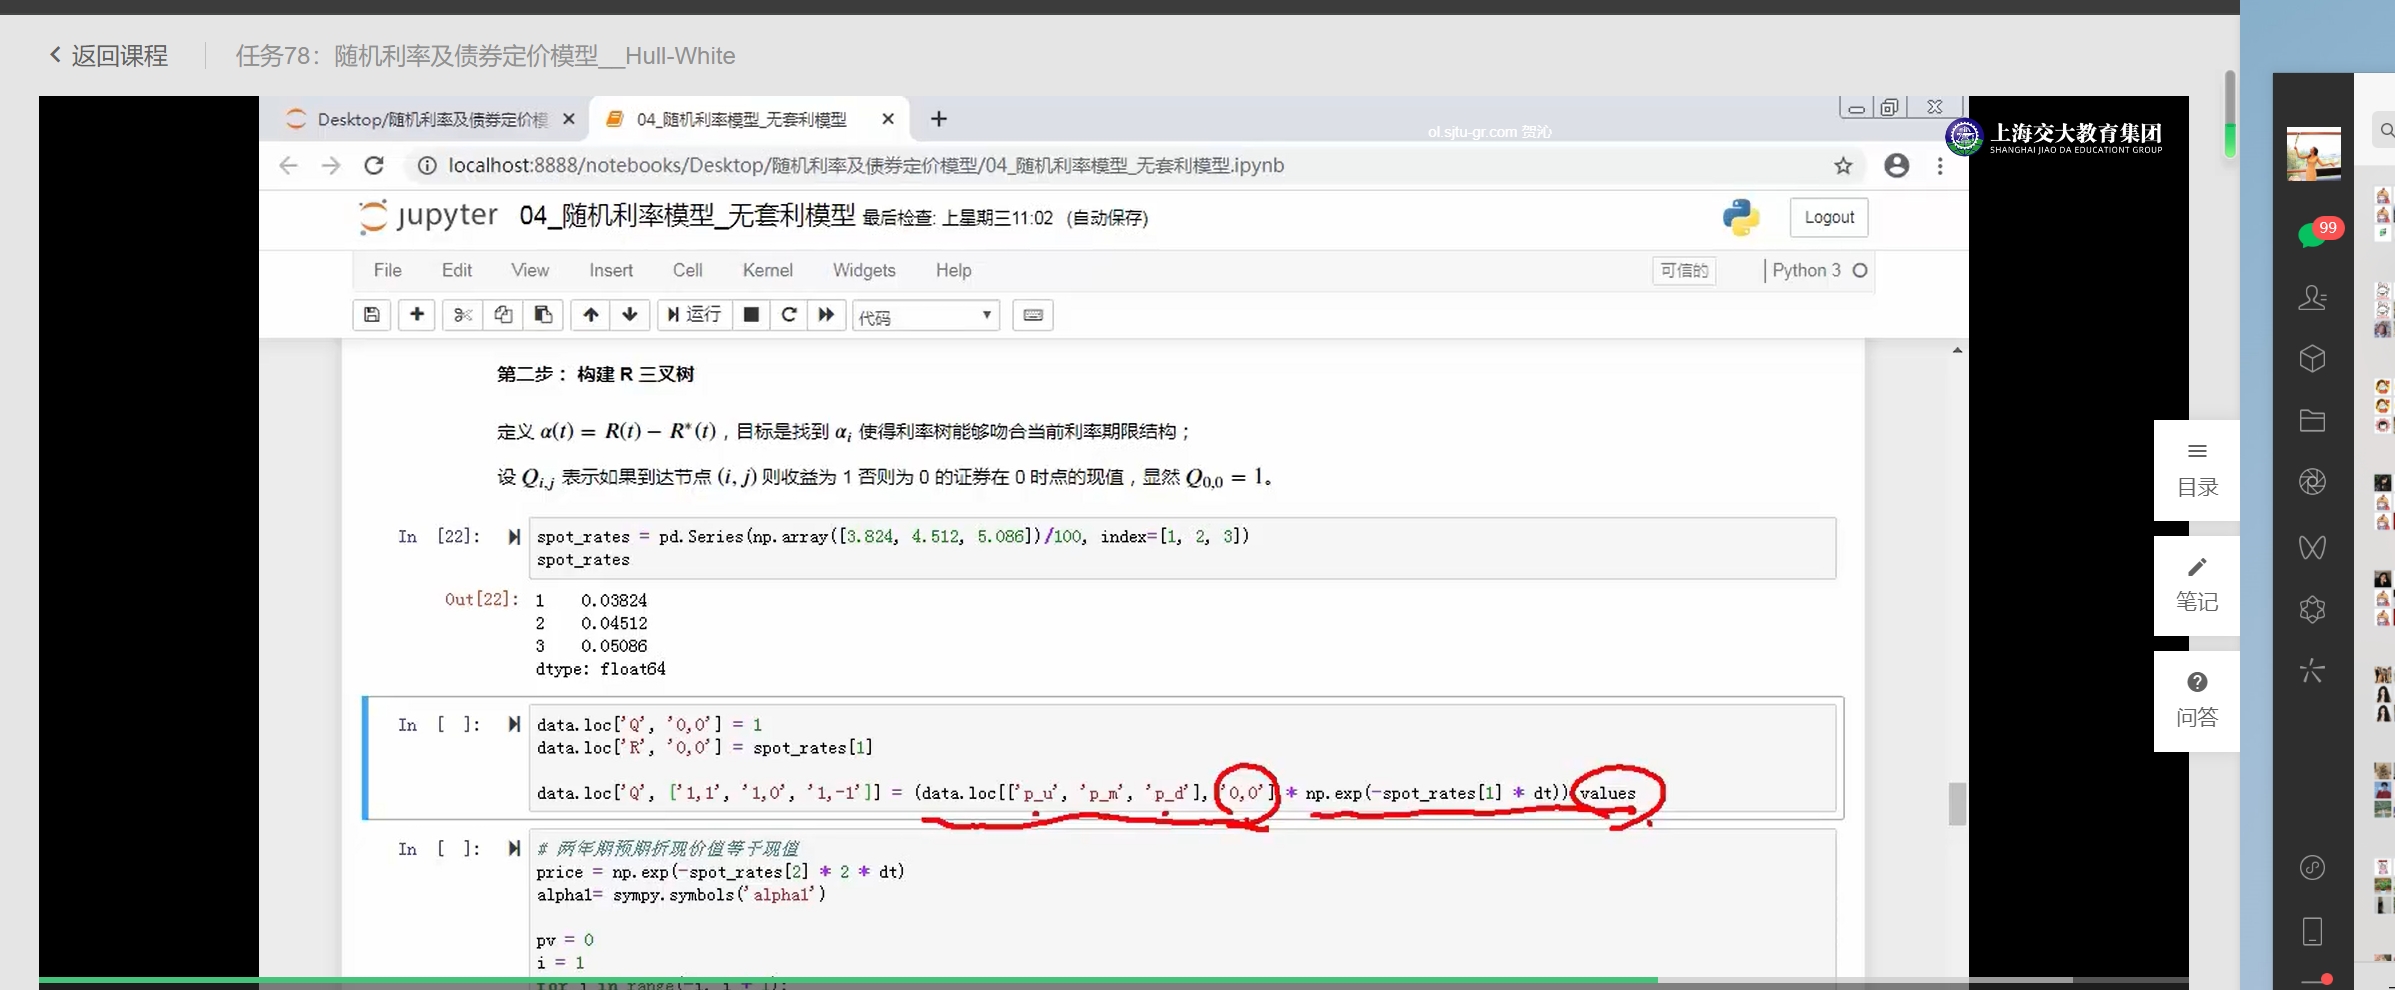 返回课程 任务78：随机利率及债券定价模型__Hull-White
Desktop/随机利率及债券定价模 04_随机利率模型_无套利模型
ol.sjtu-gr.com 贺沁
上海交大教育集团
SHANGHAI JIAO DA EDUCATIONT GROUP
localhost:8888/notebooks/Desktop/随机利率及债券定价模型/04_随机利率模型_无套利模型.ipynb
jupyter 04_随机利率模型_无套利模型 最后检查: 上星期三11:02 (自动保存)
Logout
99
File Edit View Insert Cell Kernel Widgets Help 可信的 Python 3
运行 代码
第二步： 构建 R 三叉树
定义 α(t) = R(t) − R*(t)，目标是找到 αi 使得利率树能够吻合当前利率期限结构；
设 Qi,j 表示如果到达节点 (i, j) 则收益为 1 否则为 0 的证券在 0 时点的现值，显然 Q0,0 = 1。
目录
In [22]: spot_rates = pd.Series(np.array([3.824, 4.512, 5.086])/100, index=[1, 2, 3])
spot_rates
笔记
Out[22]: 1 0.03824
2 0.04512
3 0.05086
dtype: float64
问答
In [ ]: data.loc['Q', '0,0'] = 1
data.loc['R', '0,0'] = spot_rates[1]
data.loc['Q', ['1,1', '1,0', '1,-1']] = (data.loc[['p_u', 'p_m', 'p_d'], '0,0'] * np.exp(-spot_rates[1] * dt)).values
In [ ]: # 两年期预期折现价值等于现值
price = np.exp(-spot_rates[2] * 2 * dt)
alpha1= sympy.symbols('alpha1')
pv = 0
i = 1
for j in range(-i, i + 1):